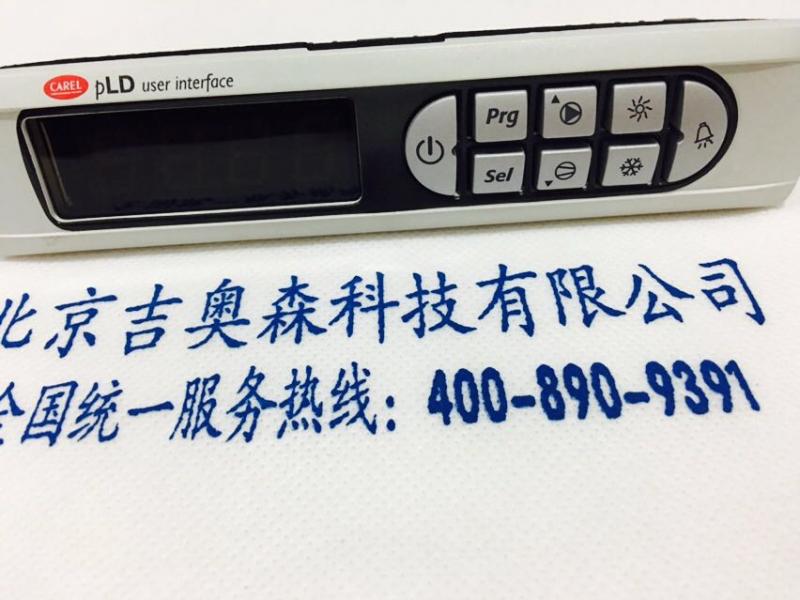 CAREL pLD user interface
Prg
Sel
北京吉奥森科技有限公司
全国统一服务热线：400-890-9391